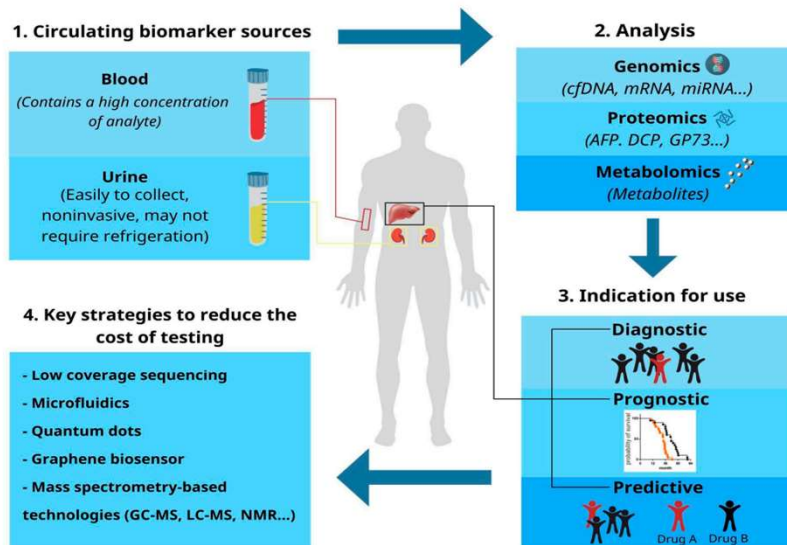 1. Circulating biomarker sources
Blood
(Contains a high concentration
of analyte)
Urine
(Easily to collect,
noninvasive, may not
require refrigeration)
2. Analysis
Genomics
(cfDNA, mRNA, miRNA...)
Proteomics
(AFP. DCP, GP73...)
Metabolomics
(Metabolites)
3. Indication for use
Diagnostic
Prognostic
probability of survival
Predictive
Drug A
Drug B
4. Key strategies to reduce the
cost of testing
- Low coverage sequencing
- Microfluidics
- Quantum dots
- Graphene biosensor
- Mass spectrometry-based
technologies (GC-MS, LC-MS, NMR...)